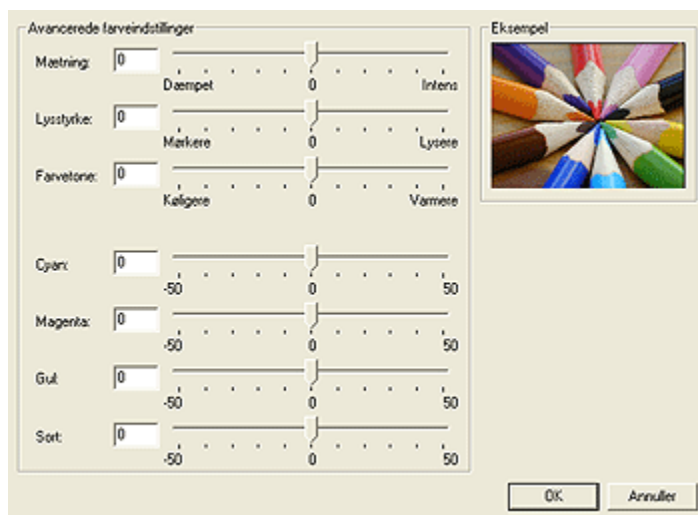 Avancerede farveindstillinger
Mætning: 0
Dæmpet 0 Intens
Lysstyrke: 0
Mørkere 0 Lysere
Farvetone: 0
Køligere 0 Varmere
Cyan: 0
-50 0 50
Magenta: 0
-50 0 50
Gul: 0
-50 0 50
Sort: 0
-50 0 50
Eksempel
OK Annuller